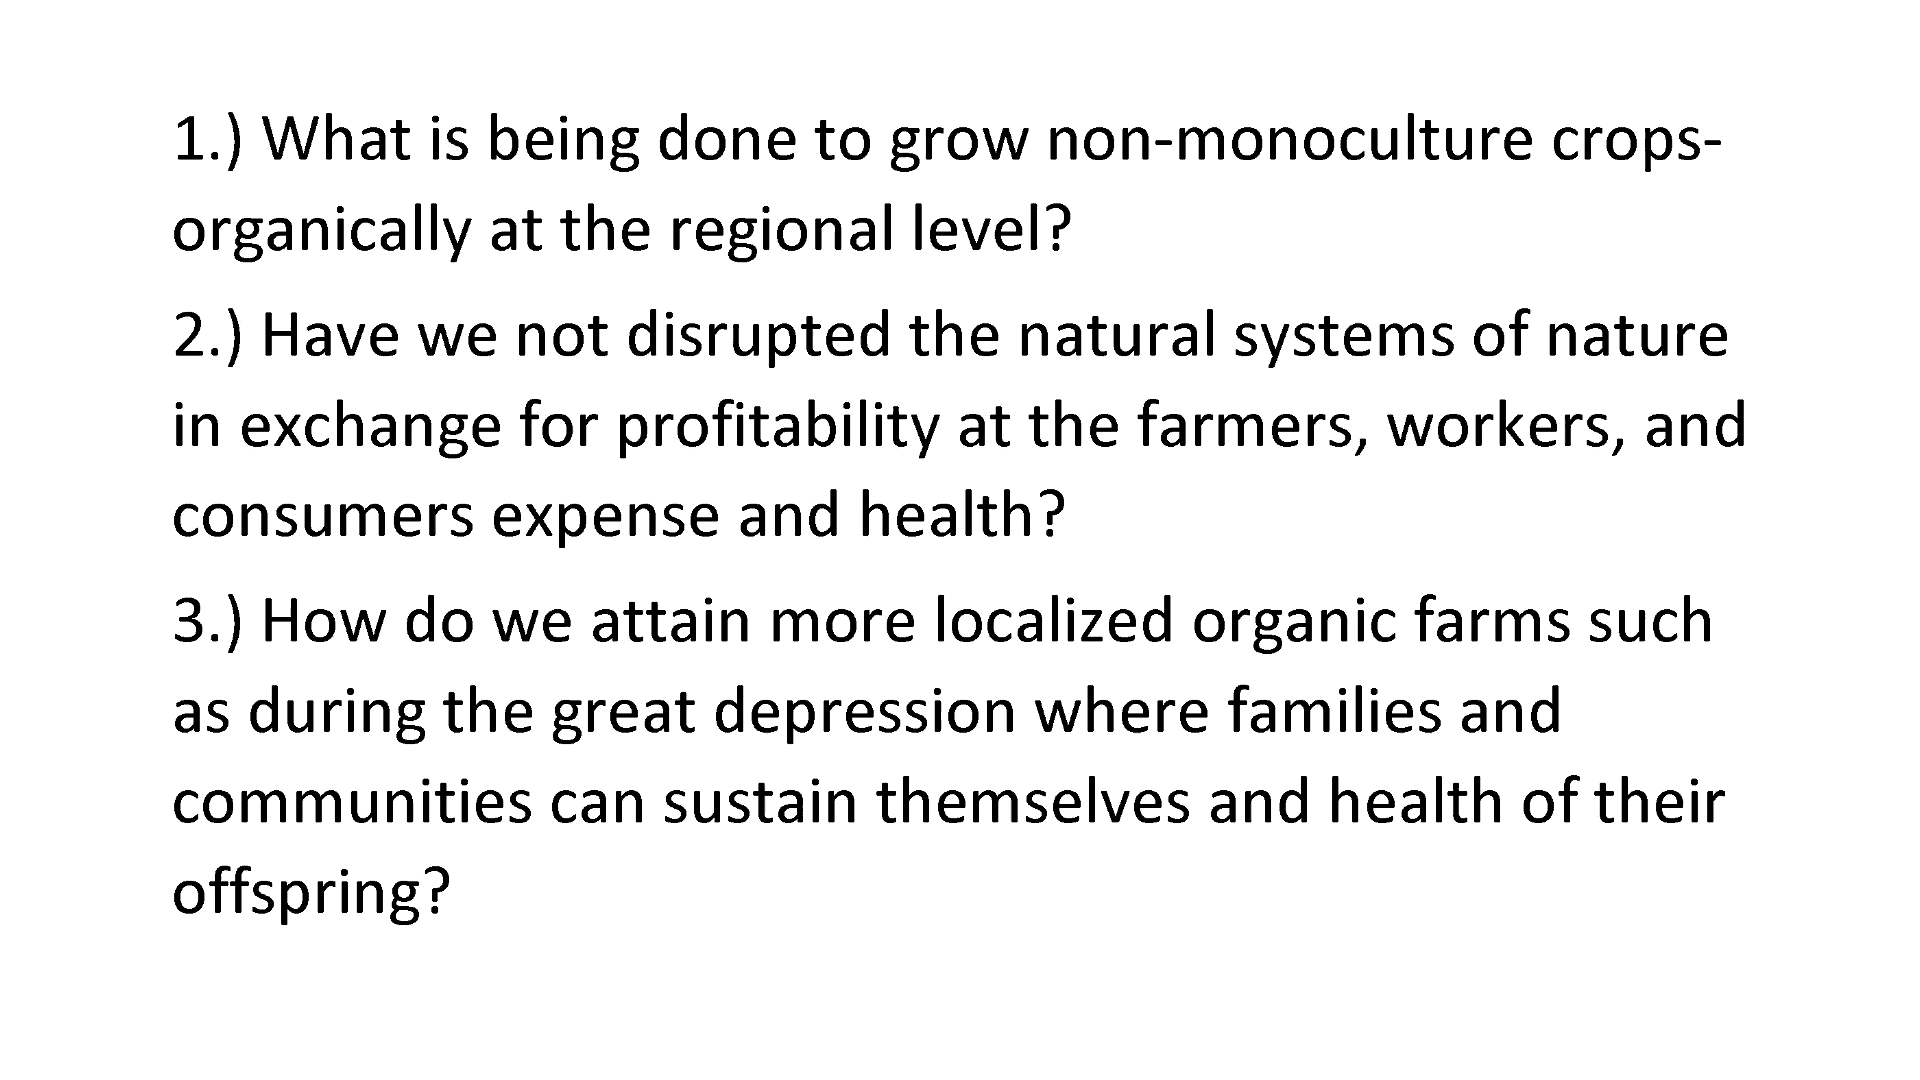 1.) What is being done to grow non-monoculture crops-
organically at the regional level?
2.) Have we not disrupted the natural systems of nature
in exchange for profitability at the farmers, workers, and
consumers expense and health?
3.) How do we attain more localized organic farms such
as during the great depression where families and
communities can sustain themselves and health of their
offspring?